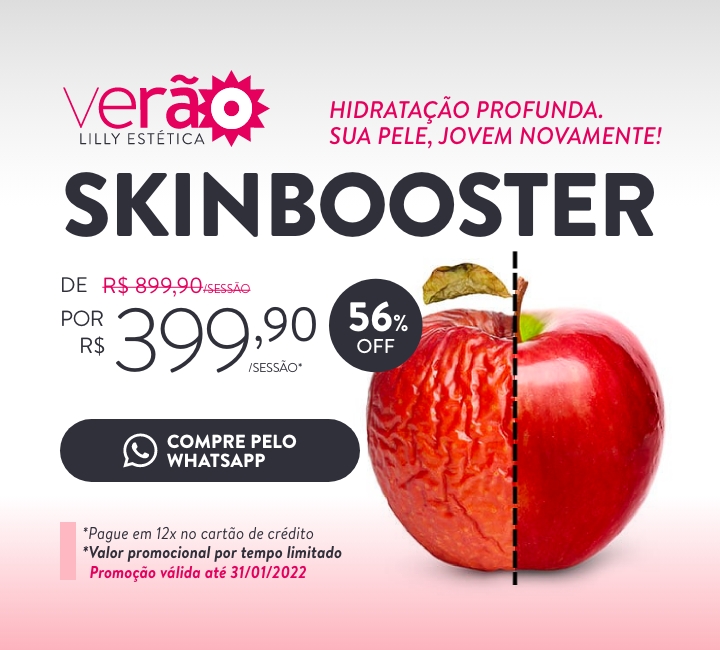 verão
LILLY ESTÉTICA
HIDRATAÇÃO PROFUNDA.
SUA PELE, JOVEM NOVAMENTE!
SKINBOOSTER
DE R$ 899,90/SESSÃO
POR R$ 399,90
/SESSÃO*
56%
OFF
COMPRE PELO
WHATSAPP
*Pague em 12x no cartão de crédito
*Valor promocional por tempo limitado
Promoção válida até 31/01/2022